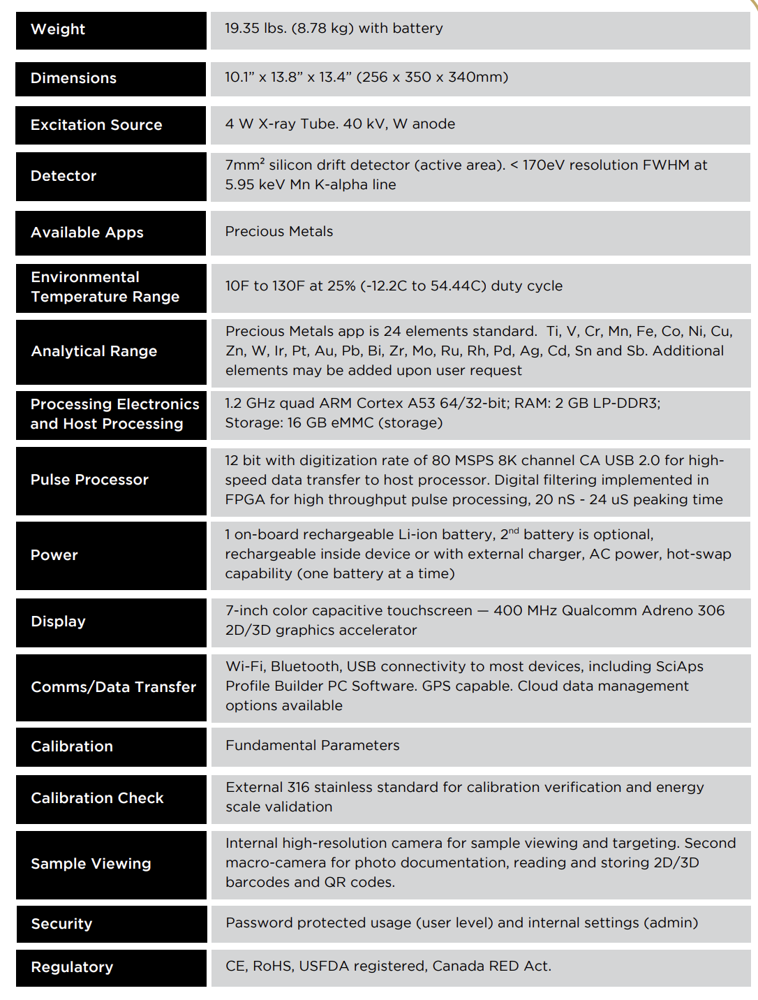 Weight
19.35 lbs. (8.78 kg) with battery
Dimensions
10.1” x 13.8” x 13.4” (256 x 350 x 340mm)
Excitation Source
4 W X-ray Tube. 40 kV, W anode
Detector
7mm² silicon drift detector (active area). < 170eV resolution FWHM at
5.95 keV Mn K-alpha line
Available Apps
Precious Metals
Environmental
Temperature Range
10F to 130F at 25% (-12.2C to 54.44C) duty cycle
Analytical Range
Precious Metals app is 24 elements standard.  Ti, V, Cr, Mn, Fe, Co, Ni, Cu,
Zn, W, Ir, Pt, Au, Pb, Bi, Zr, Mo, Ru, Rh, Pd, Ag, Cd, Sn and Sb. Additional
elements may be added upon user request
Processing Electronics
and Host Processing
1.2 GHz quad ARM Cortex A53 64/32-bit; RAM: 2 GB LP-DDR3;
Storage: 16 GB eMMC (storage)
Pulse Processor
12 bit with digitization rate of 80 MSPS 8K channel CA USB 2.0 for high-
speed data transfer to host processor. Digital filtering implemented in
FPGA for high throughput pulse processing, 20 nS - 24 uS peaking time
Power
1 on-board rechargeable Li-ion battery, 2nd battery is optional,
rechargeable inside device or with external charger, AC power, hot-swap
capability (one battery at a time)
Display
7-inch color capacitive touchscreen — 400 MHz Qualcomm Adreno 306
2D/3D graphics accelerator
Comms/Data Transfer
Wi-Fi, Bluetooth, USB connectivity to most devices, including SciAps
Profile Builder PC Software. GPS capable. Cloud data management
options available
Calibration
Fundamental Parameters
Calibration Check
External 316 stainless standard for calibration verification and energy
scale validation
Sample Viewing
Internal high-resolution camera for sample viewing and targeting. Second
macro-camera for photo documentation, reading and storing 2D/3D
barcodes and QR codes.
Security
Password protected usage (user level) and internal settings (admin)
Regulatory
CE, RoHS, USFDA registered, Canada RED Act.